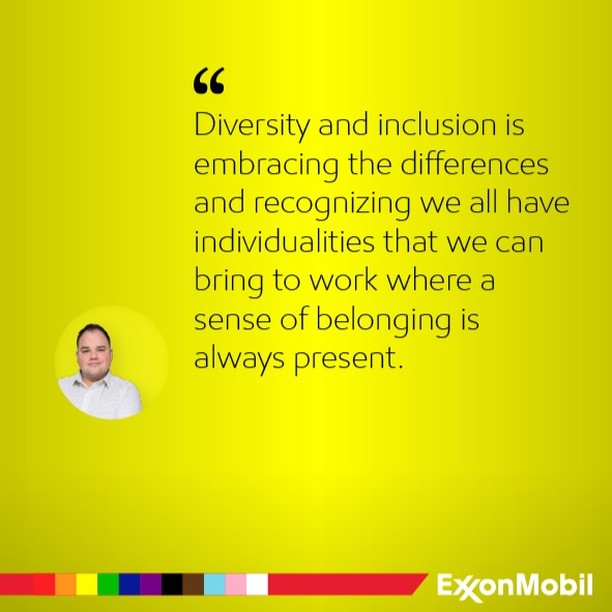 “
Diversity and inclusion is
embracing the differences
and recognizing we all have
individualities that we can
bring to work where a
sense of belonging is
always present.
ExxonMobil